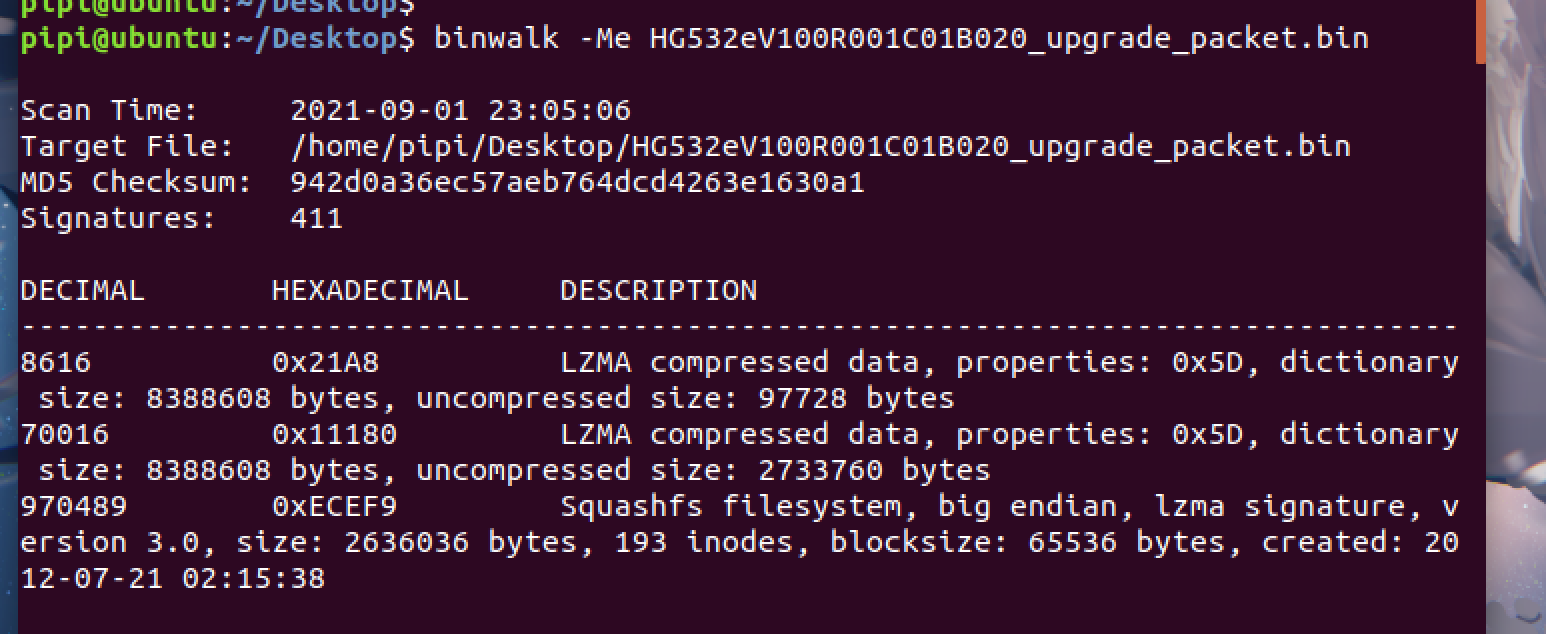 pipi@ubuntu:~/Desktop$
pipi@ubuntu:~/Desktop$ binwalk -Me HG532eV100R001C01B020_upgrade_packet.bin
Scan Time:     2021-09-01 23:05:06
Target File:   /home/pipi/Desktop/HG532eV100R001C01B020_upgrade_packet.bin
MD5 Checksum:  942d0a36ec57aeb764dcd4263e1630a1
Signatures:    411
DECIMAL       HEXADECIMAL     DESCRIPTION
--------------------------------------------------------------------------------
8616          0x21A8          LZMA compressed data, properties: 0x5D, dictionary
 size: 8388608 bytes, uncompressed size: 97728 bytes
70016         0x11180         LZMA compressed data, properties: 0x5D, dictionary
 size: 8388608 bytes, uncompressed size: 2733760 bytes
970489        0xECEF9         Squashfs filesystem, big endian, lzma signature, v
ersion 3.0, size: 2636036 bytes, 193 inodes, blocksize: 65536 bytes, created: 20
12-07-21 02:15:38